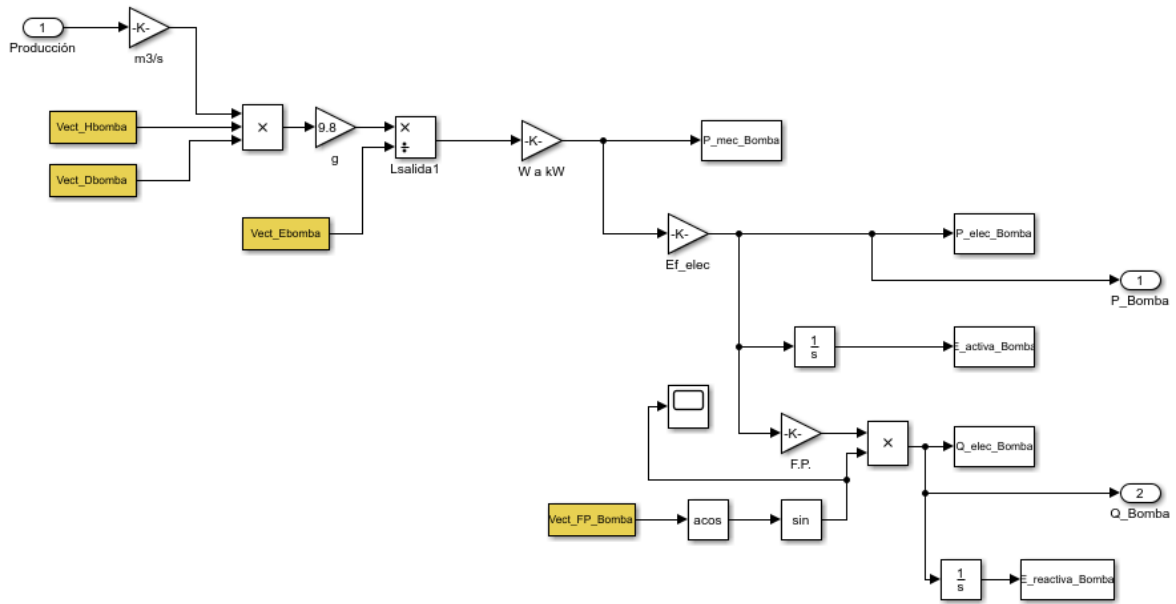 1
Producción
-K-
m3/s
Vect_Hbomba
Vect_Dbomba
×
9.8
g
×
÷
Lsalida1
Vect_Ebomba
-K-
W a kW
P_mec_Bomba
-K-
Ef_elec
P_elec_Bomba
1
P_Bomba
1
s
E_activa_Bomba
-K-
F.P.
×
Q_elec_Bomba
2
Q_Bomba
Vect_FP_Bomba
acos
sin
1
s
E_reactiva_Bomba